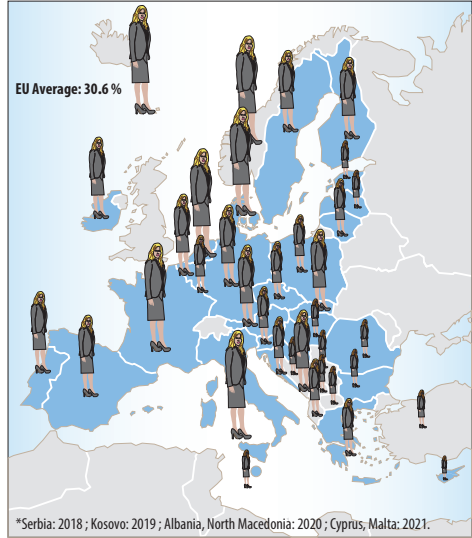 EU Average: 30.6 %
*Serbia: 2018 ; Kosovo: 2019 ; Albania, North Macedonia: 2020 ; Cyprus, Malta: 2021.